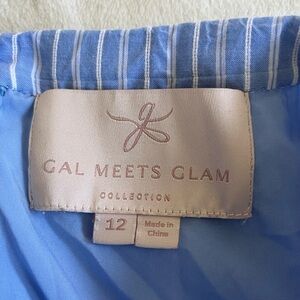 GAL MEETS GLAM
COLLECTION
12
Made in
China